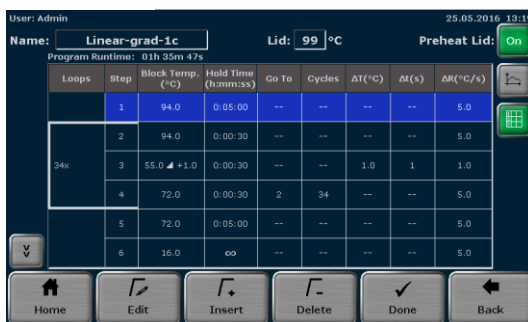 User: Admin 25.05.2016 13:1
Name: Linear-grad-1c Lid: 99 °C Preheat Lid: On
Program Runtime: 01h 35m 47s
Loops Step Block Temp. (°C) Hold Time (h:mm:ss) Go To Cycles ΔT(°C) Δt(s) ΔR(°C/s)
1 94.0 0:05:00 -- -- -- -- 5.0
2 94.0 0:00:30 -- -- -- -- 5.0
34x 3 55.0 +1.0 0:00:30 -- -- 1.0 1 1.0
4 72.0 0:00:30 2 34 -- -- 5.0
5 72.0 0:05:00 -- -- -- -- 5.0
6 16.0 ∞ -- -- -- -- 5.0
Home Edit Insert Delete Done Back